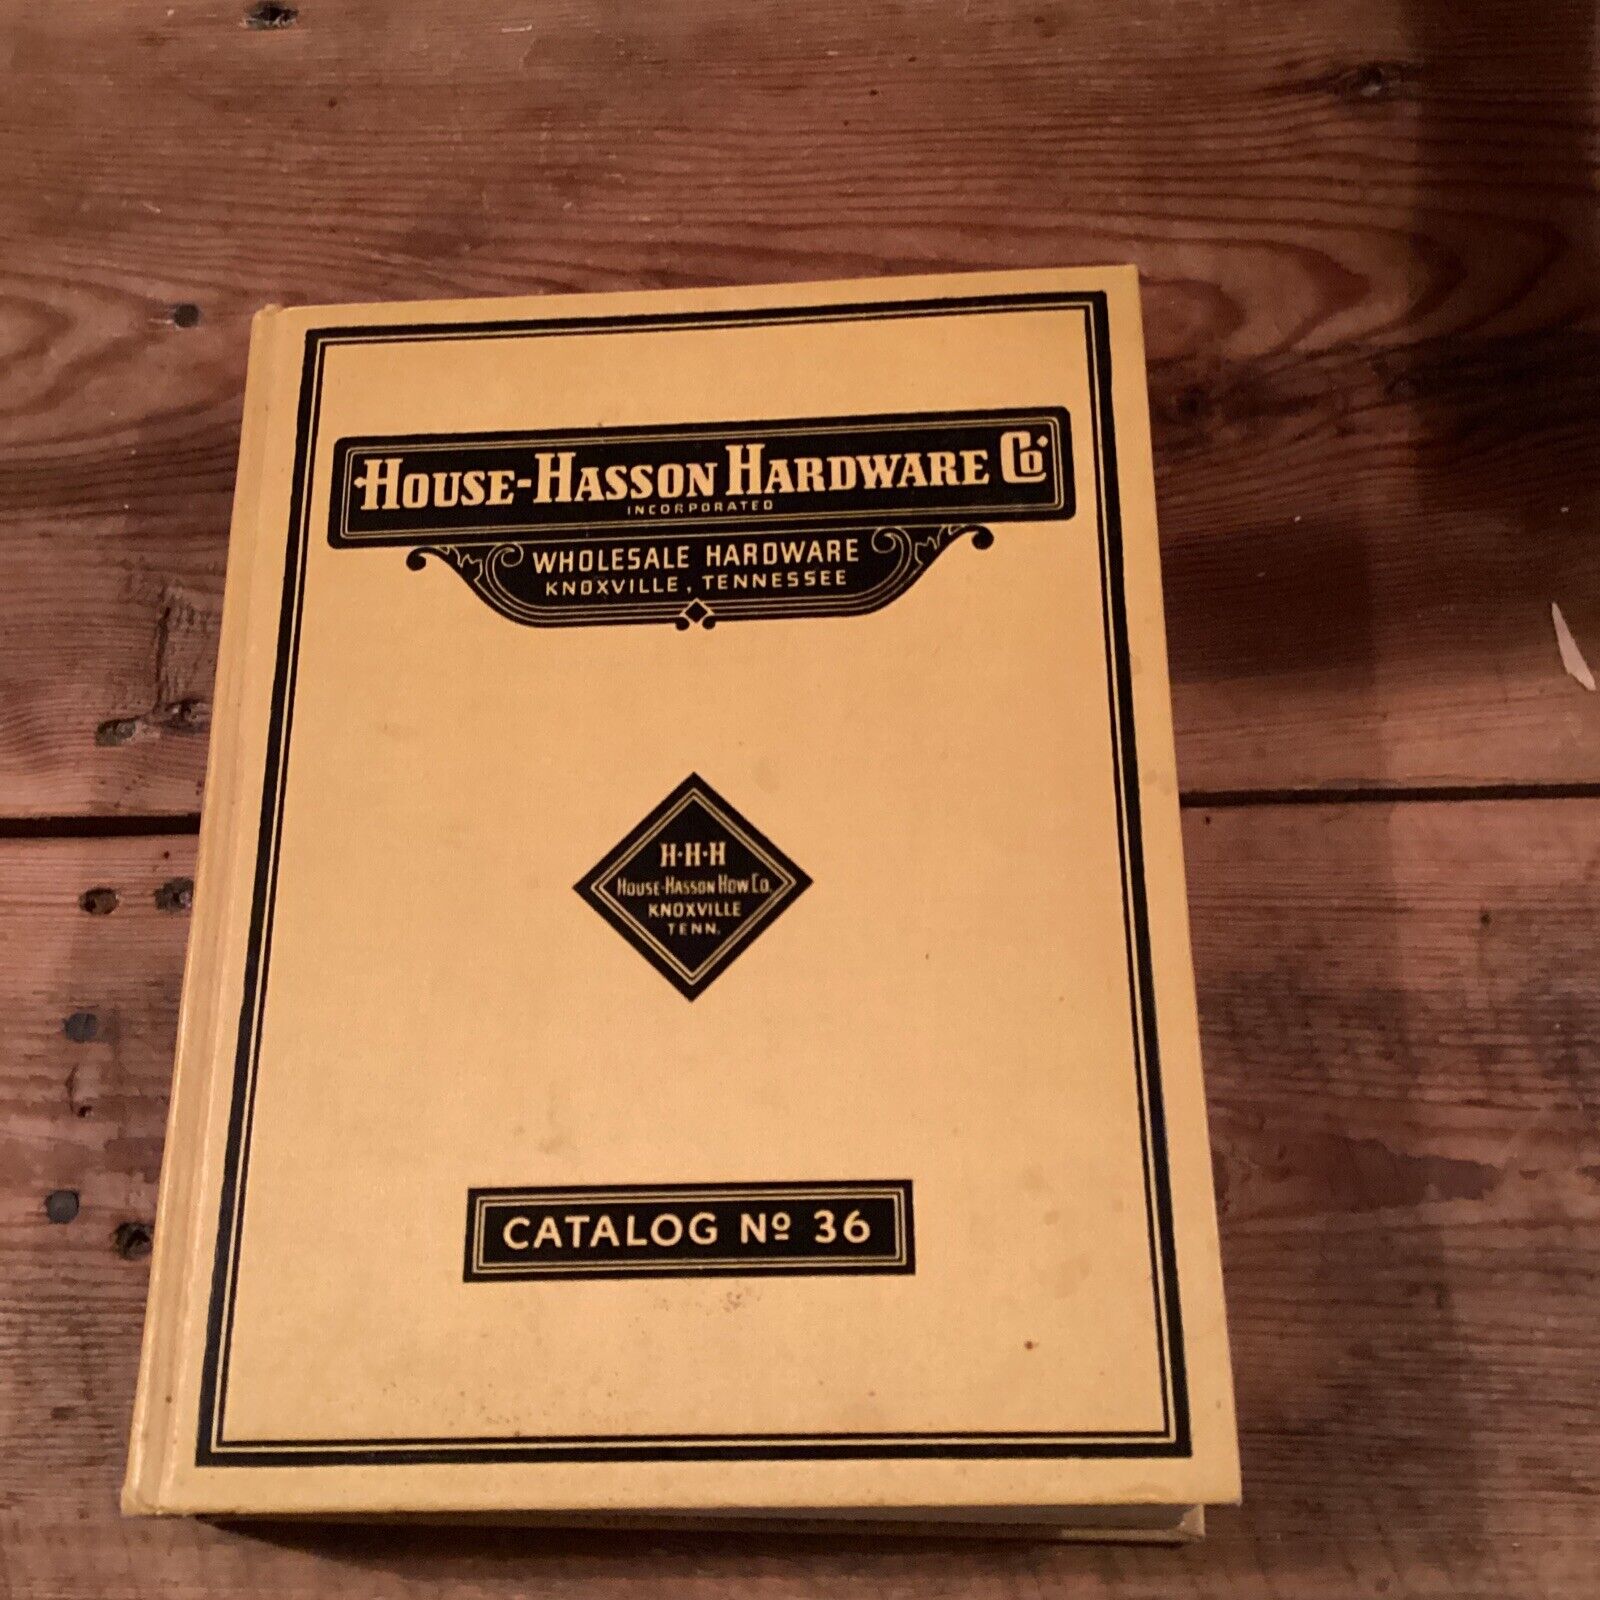 HOUSE-HASSON HARDWARE CO.
INCORPORATED
WHOLESALE HARDWARE
KNOXVILLE, TENNESSEE
H·H·H
HOUSE-HASSON HDW CO.
KNOXVILLE
TENN.
CATALOG Nº 36